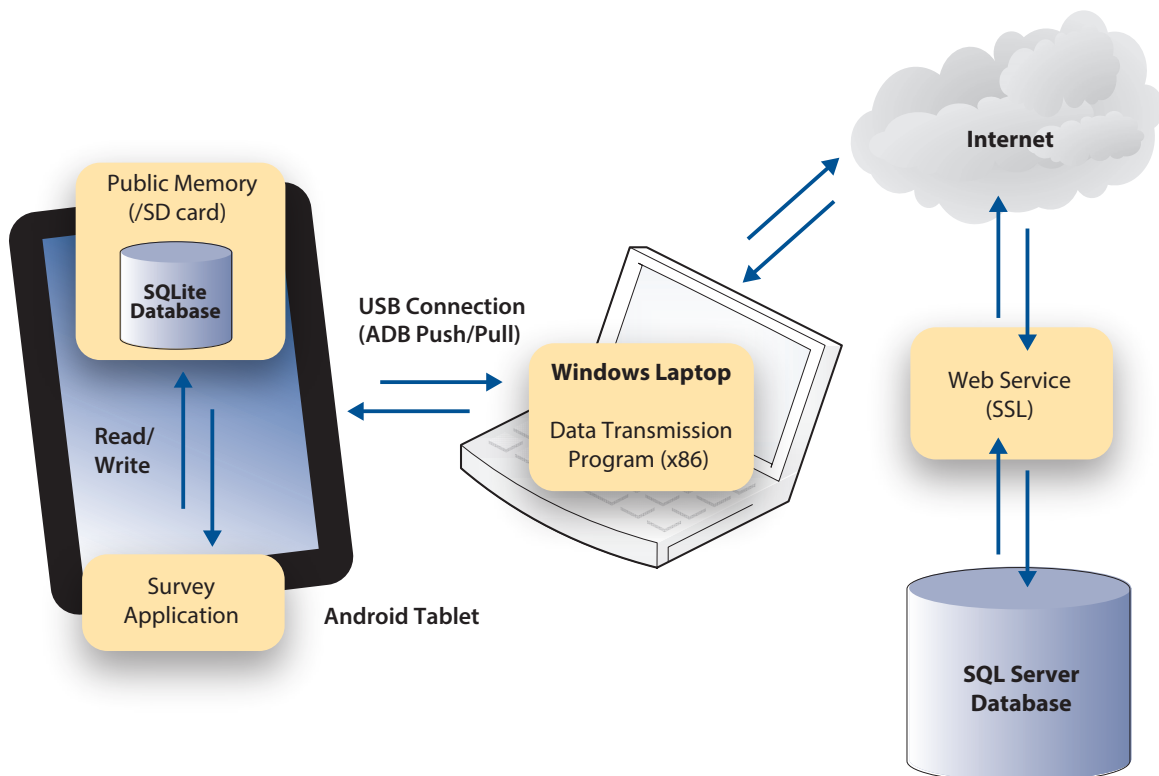 Public Memory
(/SD card)
SQLite
Database
Read/
Write
Survey
Application
Android Tablet
USB Connection
(ADB Push/Pull)
Windows Laptop
Data Transmission
Program (x86)
Internet
Web Service
(SSL)
SQL Server
Database